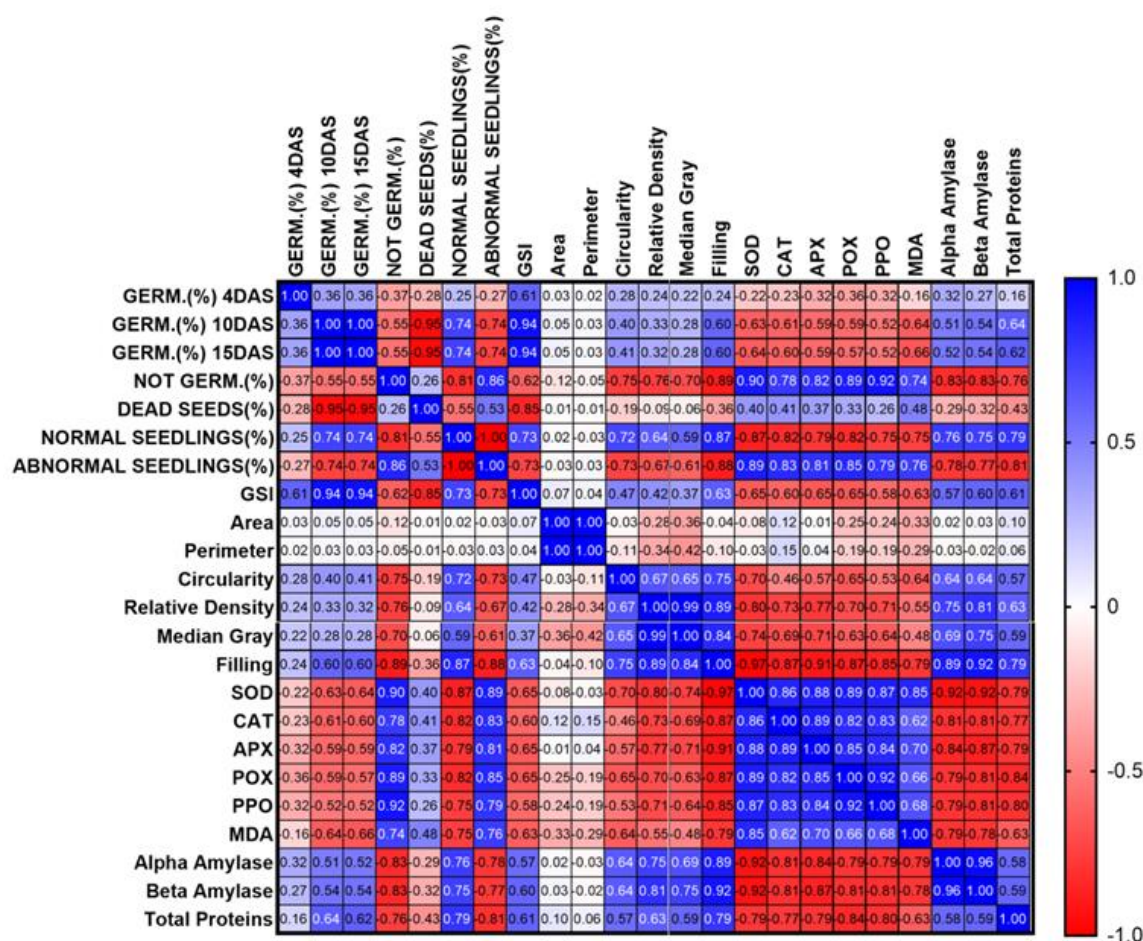 GERM.(%) 4DAS
GERM.(%) 10DAS
GERM.(%) 15DAS
NOT GERM.(%)
DEAD SEEDS(%)
NORMAL SEEDLINGS(%)
ABNORMAL SEEDLINGS(%)
GSI
Area
Perimeter
Circularity
Relative Density
Median Gray
Filling
SOD
CAT
APX
POX
PPO
MDA
Alpha Amylase
Beta Amylase
Total Proteins
GERM.(%) 4DAS 1.00 0.36 0.36 -0.37 -0.28 0.25 -0.27 0.61 0.03 0.02 0.28 0.24 0.22 0.24 -0.22 -0.23 -0.32 -0.36 -0.32 -0.16 0.32 0.27 0.16
GERM.(%) 10DAS 0.36 1.00 1.00 -0.55 -0.95 0.74 -0.74 0.94 0.05 0.03 0.40 0.33 0.28 0.60 -0.63 -0.61 -0.59 -0.59 -0.52 -0.64 0.51 0.54 0.64
GERM.(%) 15DAS 0.36 1.00 1.00 -0.55 -0.95 0.74 -0.74 0.94 0.05 0.03 0.41 0.32 0.28 0.60 -0.64 -0.60 -0.59 -0.57 -0.52 -0.66 0.52 0.54 0.62
NOT GERM.(%) -0.37 -0.55 -0.55 1.00 0.26 -0.81 0.86 -0.62 -0.12 -0.05 -0.75 -0.76 -0.70 -0.89 0.90 0.78 0.82 0.89 0.92 0.74 -0.83 -0.83 -0.76
DEAD SEEDS(%) -0.28 -0.95 -0.95 0.26 1.00 -0.55 0.53 -0.85 -0.01 -0.01 -0.19 -0.09 -0.06 -0.36 0.40 0.41 0.37 0.33 0.26 0.48 -0.29 -0.32 -0.43
NORMAL SEEDLINGS(%) 0.25 0.74 0.74 -0.81 -0.55 1.00 -1.00 0.73 0.02 -0.03 0.72 0.64 0.59 0.87 -0.87 -0.82 -0.79 -0.82 -0.75 -0.75 0.76 0.75 0.79
ABNORMAL SEEDLINGS(%) -0.27 -0.74 -0.74 0.86 0.53 -1.00 1.00 -0.73 -0.03 0.03 -0.73 -0.67 -0.61 -0.88 0.89 0.83 0.81 0.85 0.79 0.76 -0.78 -0.77 -0.81
GSI 0.61 0.94 0.94 -0.62 -0.85 0.73 -0.73 1.00 0.07 0.04 0.47 0.42 0.37 0.63 -0.65 -0.60 -0.65 -0.65 -0.58 -0.63 0.57 0.60 0.61
Area 0.03 0.05 0.05 -0.12 -0.01 0.02 -0.03 0.07 1.00 1.00 -0.03 -0.28 -0.36 -0.04 -0.08 0.12 -0.01 -0.25 -0.24 -0.33 0.02 0.03 0.10
Perimeter 0.02 0.03 0.03 -0.05 -0.01 -0.03 0.03 0.04 1.00 1.00 -0.11 -0.34 -0.42 -0.10 -0.03 0.15 0.04 -0.19 -0.19 -0.29 -0.03 -0.02 0.06
Circularity 0.28 0.40 0.41 -0.75 -0.19 0.72 -0.73 0.47 -0.03 -0.11 1.00 0.67 0.65 0.75 -0.70 -0.46 -0.57 -0.65 -0.53 -0.64 0.64 0.64 0.57
Relative Density 0.24 0.33 0.32 -0.76 -0.09 0.64 -0.67 0.42 -0.28 -0.34 0.67 1.00 0.99 0.89 -0.80 -0.73 -0.77 -0.70 -0.71 -0.55 0.75 0.81 0.63
Median Gray 0.22 0.28 0.28 -0.70 -0.06 0.59 -0.61 0.37 -0.36 -0.42 0.65 0.99 1.00 0.84 -0.74 -0.69 -0.71 -0.63 -0.64 -0.48 0.69 0.75 0.59
Filling 0.24 0.60 0.60 -0.89 -0.36 0.87 -0.88 0.63 -0.04 -0.10 0.75 0.89 0.84 1.00 -0.97 -0.87 -0.91 -0.87 -0.85 -0.79 0.89 0.92 0.79
SOD -0.22 -0.63 -0.64 0.90 0.40 -0.87 0.89 -0.65 -0.08 -0.03 -0.70 -0.80 -0.74 -0.97 1.00 0.86 0.88 0.89 0.87 0.85 -0.92 -0.92 -0.79
CAT -0.23 -0.61 -0.60 0.78 0.41 -0.82 0.83 -0.60 0.12 0.15 -0.46 -0.73 -0.69 -0.87 0.86 1.00 0.89 0.82 0.83 0.62 -0.81 -0.81 -0.77
APX -0.32 -0.59 -0.59 0.82 0.37 -0.79 0.81 -0.65 -0.01 0.04 -0.57 -0.77 -0.71 -0.91 0.88 0.89 1.00 0.85 0.84 0.70 -0.84 -0.87 -0.79
POX -0.36 -0.59 -0.57 0.89 0.33 -0.82 0.85 -0.65 -0.25 -0.19 -0.65 -0.70 -0.63 -0.87 0.89 0.82 0.85 1.00 0.92 0.66 -0.79 -0.81 -0.84
PPO -0.32 -0.52 -0.52 0.92 0.26 -0.75 0.79 -0.58 -0.24 -0.19 -0.53 -0.71 -0.64 -0.85 0.87 0.83 0.84 0.92 1.00 0.68 -0.79 -0.81 -0.80
MDA -0.16 -0.64 -0.66 0.74 0.48 -0.75 0.76 -0.63 -0.33 -0.29 -0.64 -0.55 -0.48 -0.79 0.85 0.62 0.70 0.66 0.68 1.00 -0.79 -0.78 -0.63
Alpha Amylase 0.32 0.51 0.52 -0.83 -0.29 0.76 -0.78 0.57 0.02 -0.03 0.64 0.75 0.69 0.89 -0.92 -0.81 -0.84 -0.79 -0.79 -0.79 1.00 0.96 0.58
Beta Amylase 0.27 0.54 0.54 -0.83 -0.32 0.75 -0.77 0.60 0.03 -0.02 0.64 0.81 0.75 0.92 -0.92 -0.81 -0.87 -0.81 -0.81 -0.78 0.96 1.00 0.59
Total Proteins 0.16 0.64 0.62 -0.76 -0.43 0.79 -0.81 0.61 0.10 0.06 0.57 0.63 0.59 0.79 -0.79 -0.77 -0.79 -0.84 -0.80 -0.63 0.58 0.59 1.00
1.0
0.5
0
-0.5
-1.0